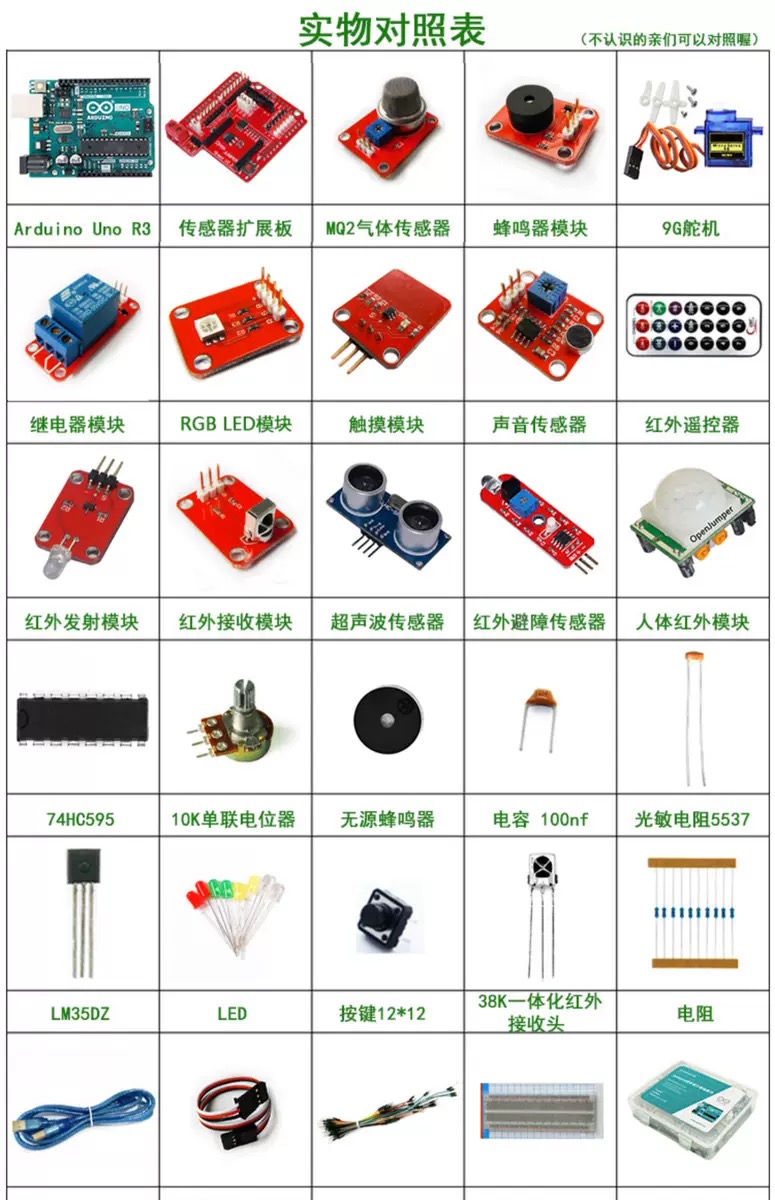 实物对照表
(不认识的亲们可以对照喔)
Arduino Uno R3
传感器扩展板
MQ2气体传感器
蜂鸣器模块
9G舵机
继电器模块
RGB LED模块
触摸模块
声音传感器
红外遥控器
OpenJumper
红外发射模块
红外接收模块
超声波传感器
红外避障传感器
人体红外模块
74HC595
10K单联电位器
无源蜂鸣器
电容 100nf
光敏电阻5537
LM35DZ
LED
按键12*12
38K一体化红外
接收头
电阻